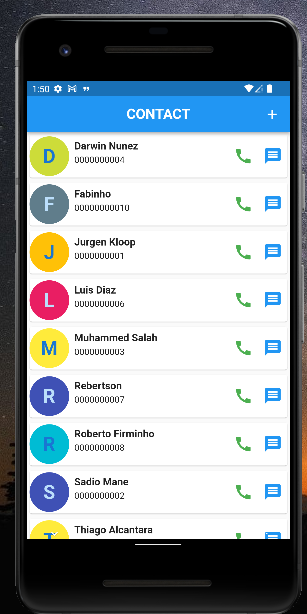 1:50
CONTACT
+
D
Darwin Nunez
0000000004
F
Fabinho
00000000010
J
Jurgen Kloop
0000000001
L
Luis Diaz
0000000006
M
Muhammed Salah
0000000003
R
Rebertson
0000000007
R
Roberto Firminho
0000000008
S
Sadio Mane
0000000002
T
Thiago Alcantara